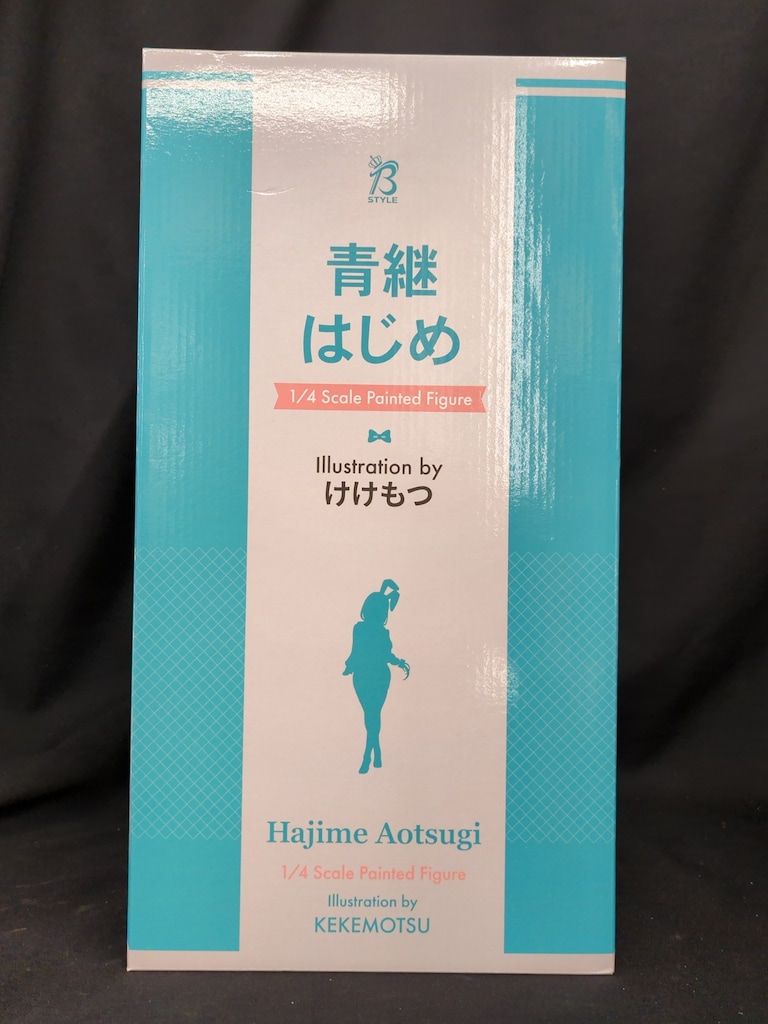 B
STYLE
青継
はじめ
1/4 Scale Painted Figure
Illustration by
けけもつ
Hajime Aotsugi
1/4 Scale Painted Figure
Illustration by
KEKEMOTSU